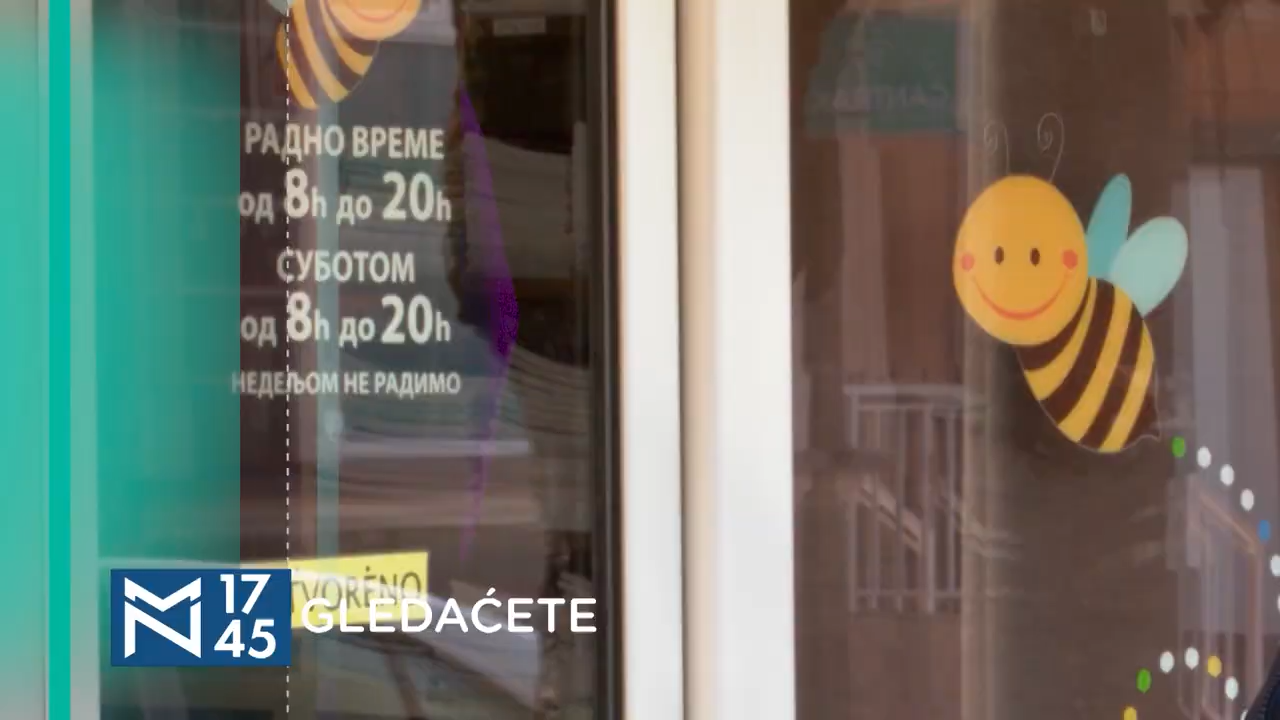 РАДНО ВРЕМЕ
од 8h до 20h
СУБОТОМ
од 8h до 20h
НЕДЕЉОМ НЕ РАДИМО
17
45
GLEDAĆETE